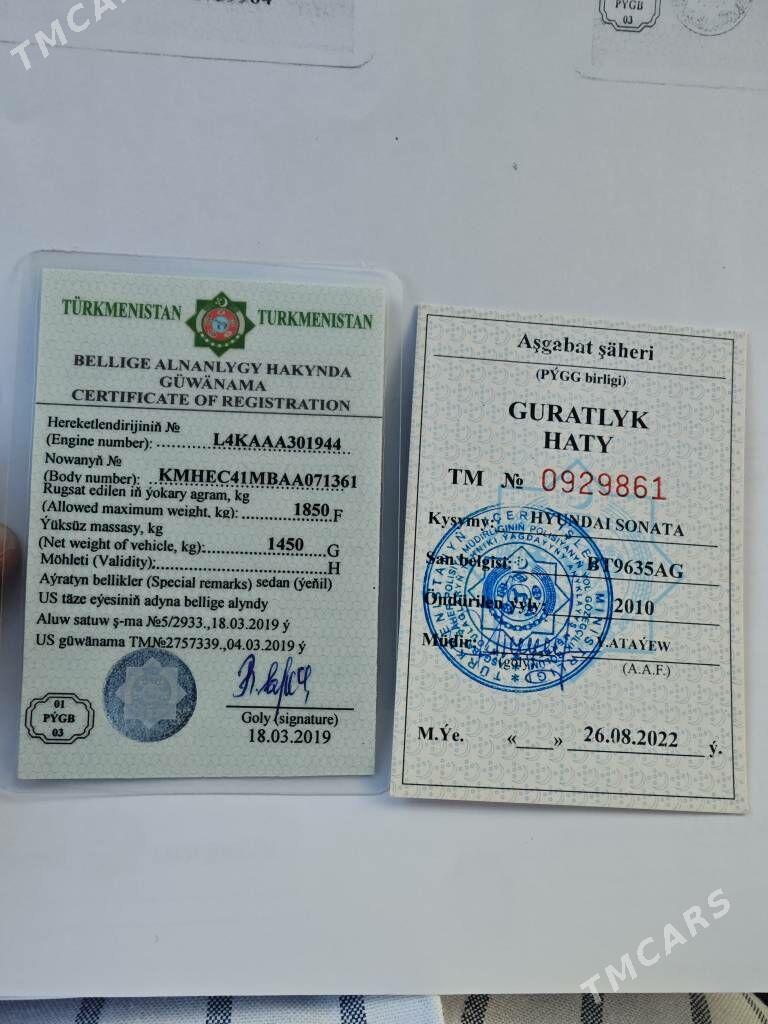 TMCARS
PÝGB
03
TÜRKMENISTAN TURKMENISTAN
BELLIGE ALNANLYGY HAKYNDA
GÜWÄNAMA
CERTIFICATE OF REGISTRATION
Hereketlendirijiniň №
(Engine number): L4KAAA301944
Nowanyň №
(Body number): KMHEC41MBAA071361
Rugsat edilen iň ýokary agram, kg
(Allowed maximum weight, kg): 1850 F
Ýüksüz massasy, kg
(Net weight of vehicle, kg): 1450 G
Möhleti (Validity): H
Aýratyn bellikler (Special remarks) sedan (ýeňil)
US täze eýesiniň adyna bellige alyndy
Aluw satuw ş-ma №5/2933.,18.03.2019 ý
US güwänama TM№2757339.,04.03.2019 ý
01
PÝGB
03
Goly (signature)
18.03.2019
Aşgabat şäheri
(PÝGG birligi)
GURATLYK
HATY
TM № 0929861
Kysymy: HYUNDAI SONATA
San belgisi: BT9635AG
Öndürilen ýyly: 2010
Müdir: .ATAÝEW
(goly) (A.A.F.)
M.Ýe. «___» 26.08.2022 ý.
TMCARS